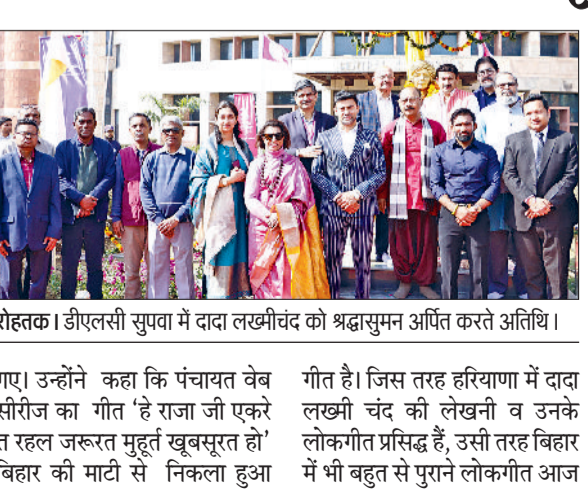 रोहतक। डीएलसी सुपवा में दादा लख्मीचंद को श्रद्धासुमन अर्पित करते अतिथि।
गए। उन्होंने कहा कि पंचायत वेब
सीरीज का गीत ‘हे राजा जी एकरे
त रहल जरूरत मुहूर्त खूबसूरत हो’
बिहार की माटी से निकला हुआ
गीत है। जिस तरह हरियाणा में दादा
लख्मी चंद की लेखनी व उनके
लोकगीत प्रसिद्ध हैं, उसी तरह बिहार
में भी बहुत से पुराने लोकगीत आज